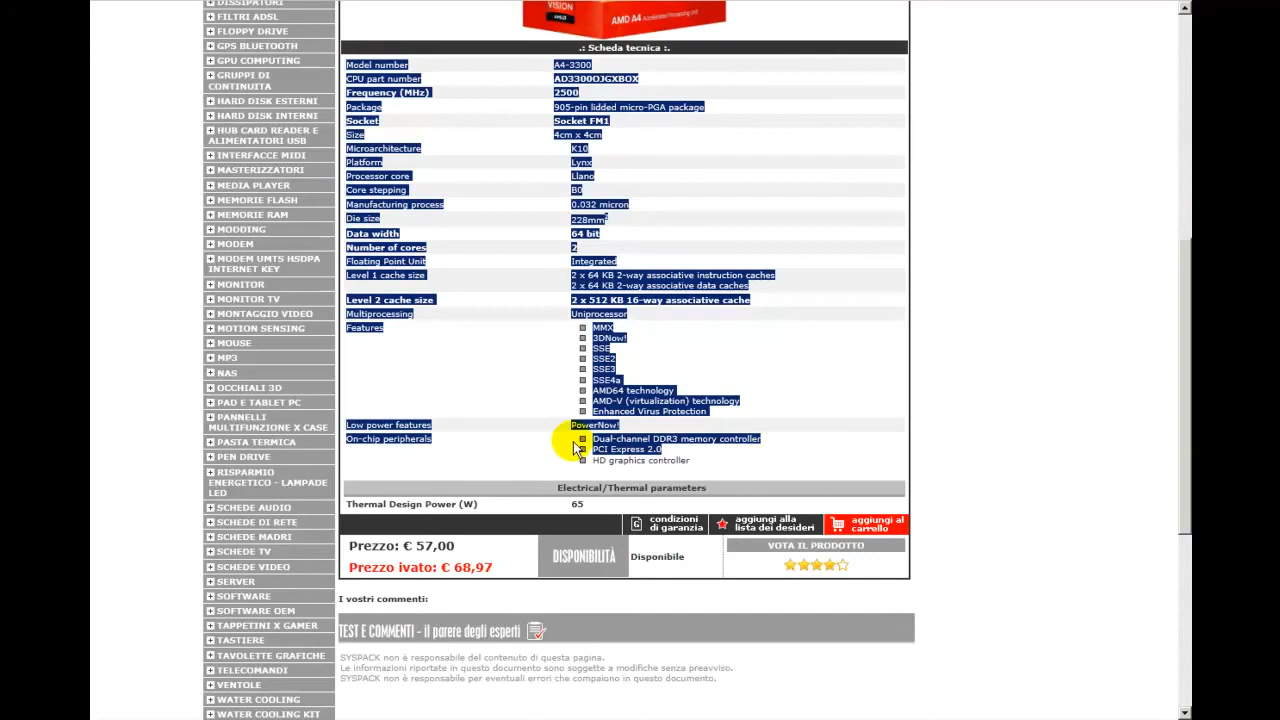 DISSIPATORI
FILTRI ADSL
FLOPPY DRIVE
GPS BLUETOOTH
GPU COMPUTING
GRUPPI DI
CONTINUITA
HARD DISK ESTERNI
HARD DISK INTERNI
HUB CARD READER E
ALIMENTATORI USB
INTERFACCE MIDI
MASTERIZZATORI
MEDIA PLAYER
MEMORIE FLASH
MEMORIE RAM
MODDING
MODEM
MODEM UMTS HSDPA
INTERNET KEY
MONITOR
MONITOR TV
MONTAGGIO VIDEO
MOTION SENSING
MOUSE
MP3
NAS
OCCHIALI 3D
PAD E TABLET PC
PANNELLI
MULTIFUNZIONE X CASE
PASTA TERMICA
PEN DRIVE
RISPARMIO
ENERGETICO - LAMPADE
LED
SCHEDE AUDIO
SCHEDE DI RETE
SCHEDE MADRI
SCHEDE TV
SCHEDE VIDEO
SERVER
SOFTWARE
SOFTWARE OEM
TAPPETINI X GAMER
TASTIERE
TAVOLETTE GRAFICHE
TELECOMANDI
VENTOLE
WATER COOLING
WATER COOLING KIT
VISION
AMD
AMD A4 Accelerated Processing Unit
.: Scheda tecnica :.
Model number A4-3300
CPU part number AD3300OJGXBOX
Frequency (MHz) 2500
Package 905-pin lidded micro-PGA package
Socket Socket FM1
Size 4cm x 4cm
Microarchitecture K10
Platform Lynx
Processor core Llano
Core stepping B0
Manufacturing process 0.032 micron
Die size 228mm²
Data width 64 bit
Number of cores 2
Floating Point Unit Integrated
Level 1 cache size 2 x 64 KB 2-way associative instruction caches
2 x 64 KB 2-way associative data caches
Level 2 cache size 2 x 512 KB 16-way associative cache
Multiprocessing Uniprocessor
Features MMX
3DNow!
SSE
SSE2
SSE3
SSE4a
AMD64 technology
AMD-V (virtualization) technology
Enhanced Virus Protection
Low power features PowerNow!
On-chip peripherals Dual-channel DDR3 memory controller
PCI Express 2.0
HD graphics controller
Electrical/Thermal parameters
Thermal Design Power (W) 65
condizioni di garanzia
aggiungi alla lista dei desideri
aggiungi al carrello
Prezzo: € 57,00
Prezzo ivato: € 68,97
DISPONIBILITÀ
Disponibile
VOTA IL PRODOTTO
I vostri commenti:
TEST E COMMENTI - il parere degli esperti
SYSPACK non è responsabile del contenuto di questa pagina.
Le informazioni riportate in questo documento sono soggette a modifiche senza preavviso.
SYSPACK non è responsabile per eventuali errori che compaiono in questo documento.